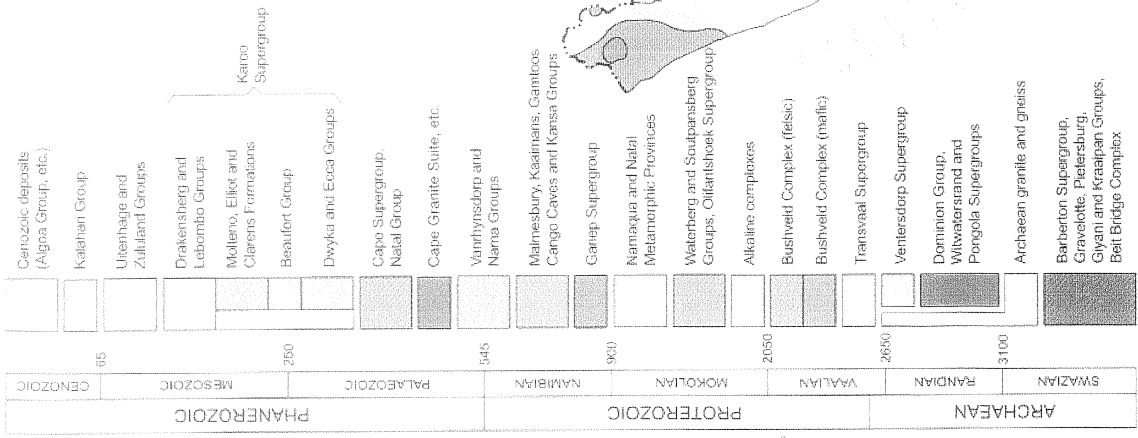 Cenozoic deposits
(Algoa Group, etc.)
Kalahari Group
Uitenhage and
Zululand Groups
Drakensberg and
Lebombo Groups
Molteno, Elliot and
Clarens Formations
Beaufort Group
Dwyka and Ecca Groups
Karoo
Supergroup
Cape Supergroup,
Natal Group
Cape Granite Suite, etc.
Vanrhynsdorp and
Nama Groups
Malmesbury, Kaaimans, Gamtoos
Cango Caves and Kansa Groups
Gariep Supergroup
Namaqua and Natal
Metamorphic Provinces
Waterberg and Soutpansberg
Groups, Olifantshoek Supergroup
Alkaline complexes
Bushveld Complex (felsic)
Bushveld Complex (mafic)
Transvaal Supergroup
Ventersdorp Supergroup
Dominion Group,
Witwatersrand and
Pongola Supergroups
Archaean granite and gneiss
Barberton Supergroup,
Gravelotte, Pietersburg,
Giyani and Kraaipan Groups,
Beit Bridge Complex
65
250
545
900
2050
2650
3100
CENOZOIC
MESOZOIC
PALAEOZOIC
NAMIBIAN
MOKOLIAN
VAALIAN
RANDIAN
SWAZIAN
PHANEROZOIC
PROTEROZOIC
ARCHAEAN